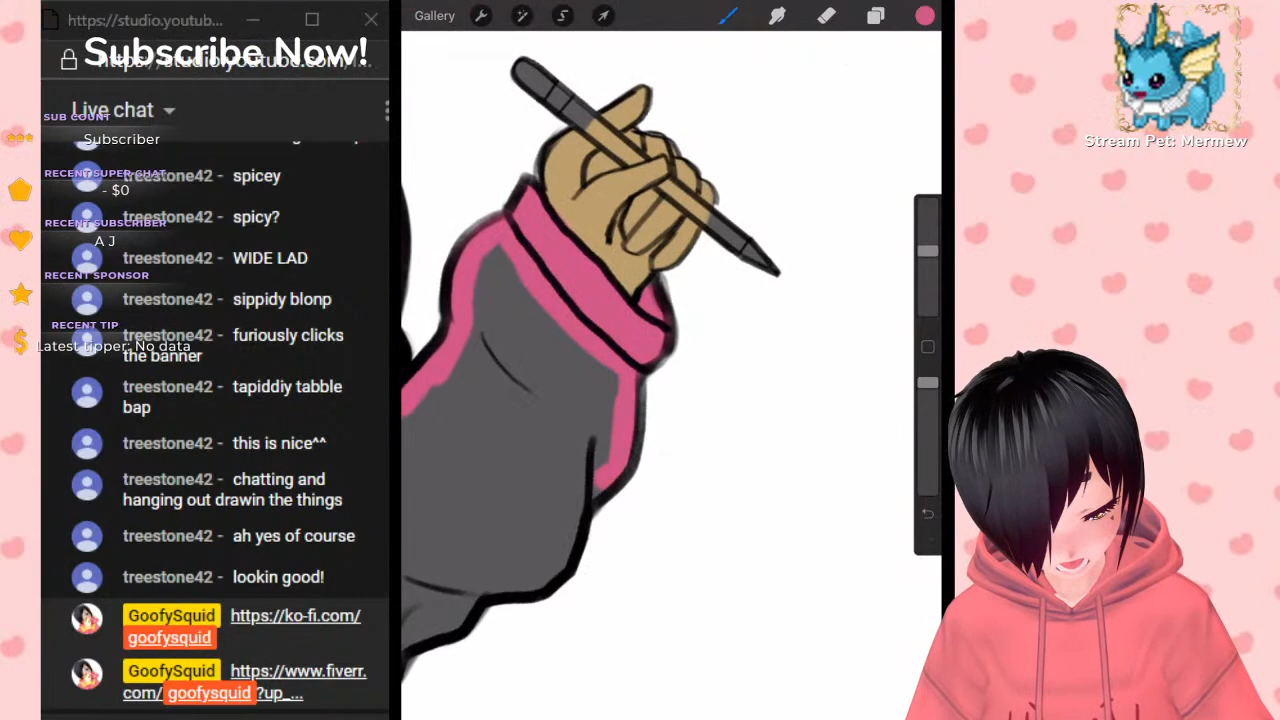 https://studio.youtub...
Subscribe Now!
https://studio.youtube.com/l...
Live chat
SUB COUNT
Subscriber
RECENT SUPER CHAT
- $0
treestone42 - spicey
treestone42 - spicy?
RECENT SUBSCRIBER
A J
treestone42 - WIDE LAD
RECENT SPONSOR
treestone42 - sippidy blonp
RECENT TIP
Latest tipper: No data
treestone42 - furiously clicks
the banner
treestone42 - tapiddiy tabble
bap
treestone42 - this is nice^^
treestone42 - chatting and
hanging out drawin the things
treestone42 - ah yes of course
treestone42 - lookin good!
GoofySquid https://ko-fi.com/
goofysquid
GoofySquid https://www.fiverr.
com/goofysquid?up_...
Gallery
Stream Pet: Mermew